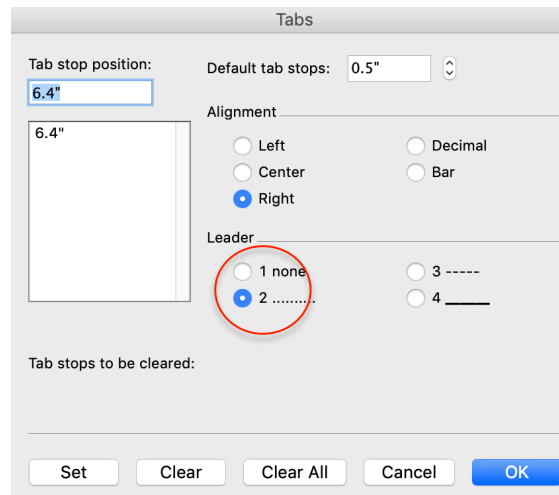 Tabs
Tab stop position:
Default tab stops: 0.5"
6.4"
6.4"
Alignment
Left
Decimal
Center
Bar
Right
Leader
1 none
3 -----
2 .........
4 _____
Tab stops to be cleared:
Set
Clear
Clear All
Cancel
OK